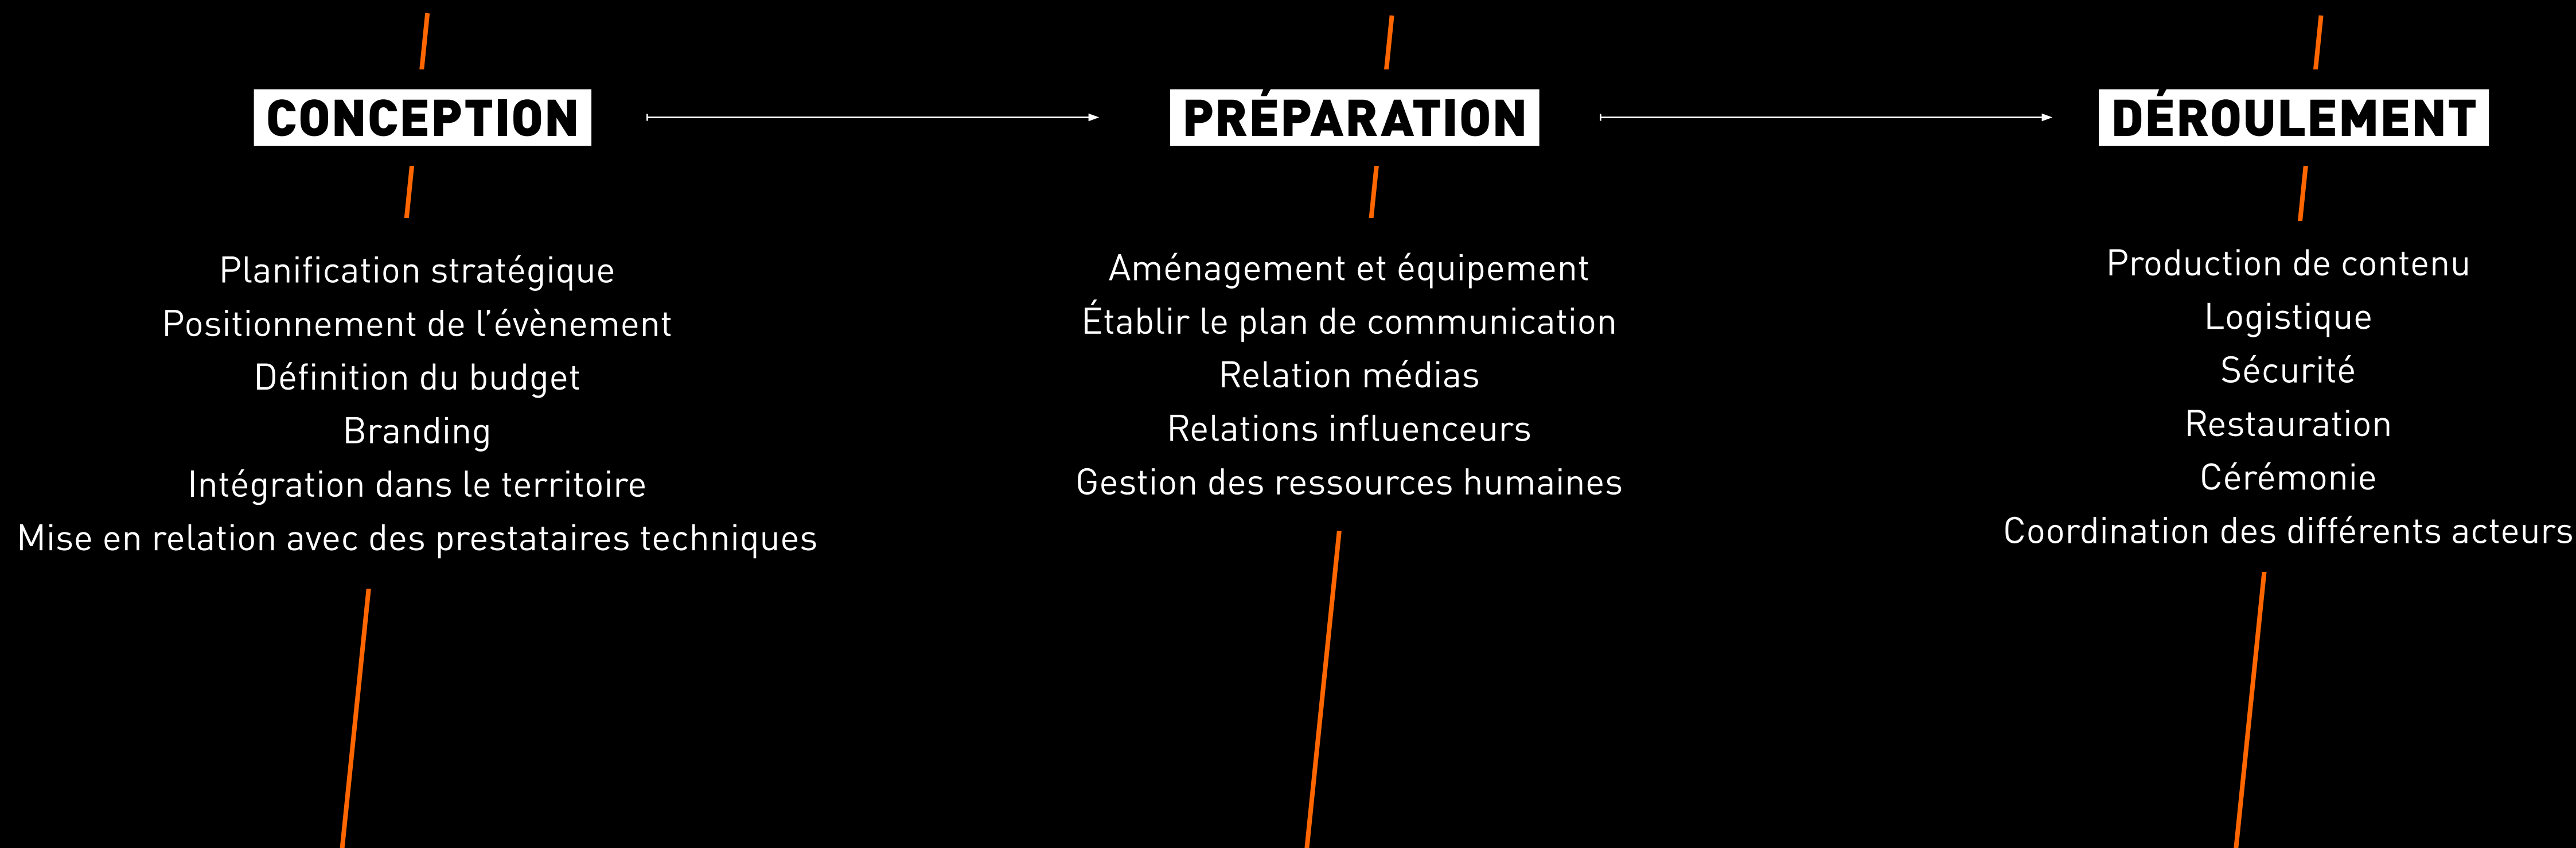 CONCEPTION
Planification stratégique
Positionnement de l’évènement
Définition du budget
Branding
Intégration dans le territoire
Mise en relation avec des prestataires techniques
PRÉPARATION
Aménagement et équipement
Établir le plan de communication
Relation médias
Relations influenceurs
Gestion des ressources humaines
DÉROULEMENT
Production de contenu
Logistique
Sécurité
Restauration
Cérémonie
Coordination des différents acteurs